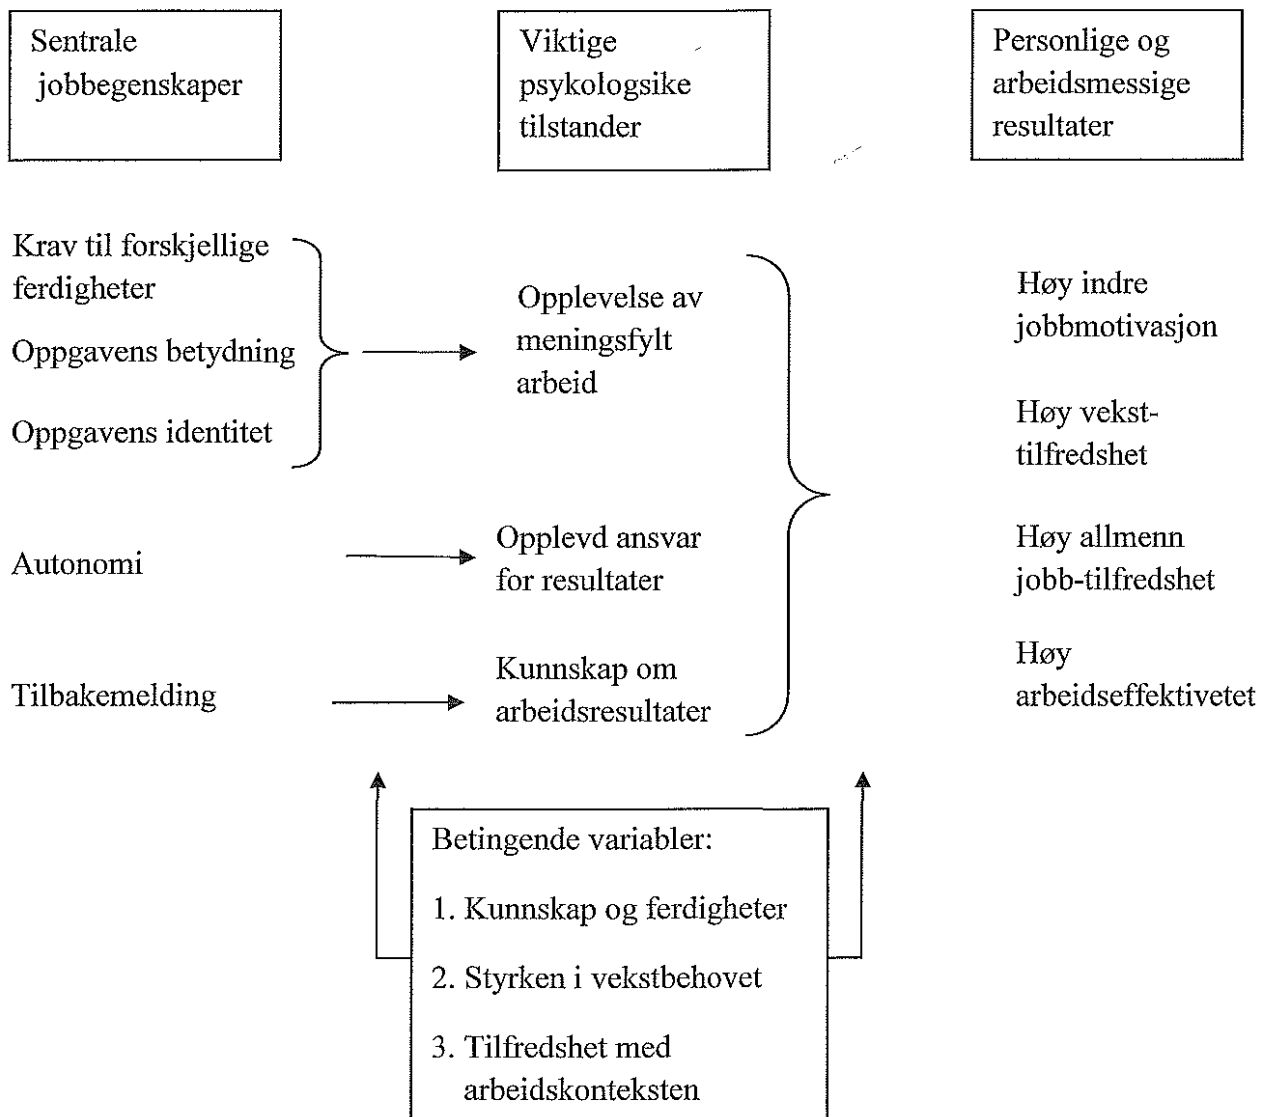 Sentrale
jobbegenskaper
Viktige
psykologsike
tilstander
Personlige og
arbeidsmessige
resultater
Krav til forskjellige
ferdigheter
Oppgavens betydning
Oppgavens identitet
Autonomi
Tilbakemelding
Opplevelse av
meningsfylt
arbeid
Opplevd ansvar
for resultater
Kunnskap om
arbeidsresultater
Høy indre
jobbmotivasjon
Høy vekst-
tilfredshet
Høy allmenn
jobb-tilfredshet
Høy
arbeidseffektivetet
Betingende variabler:
1. Kunnskap og ferdigheter
2. Styrken i vekstbehovet
3. Tilfredshet med
arbeidskonteksten